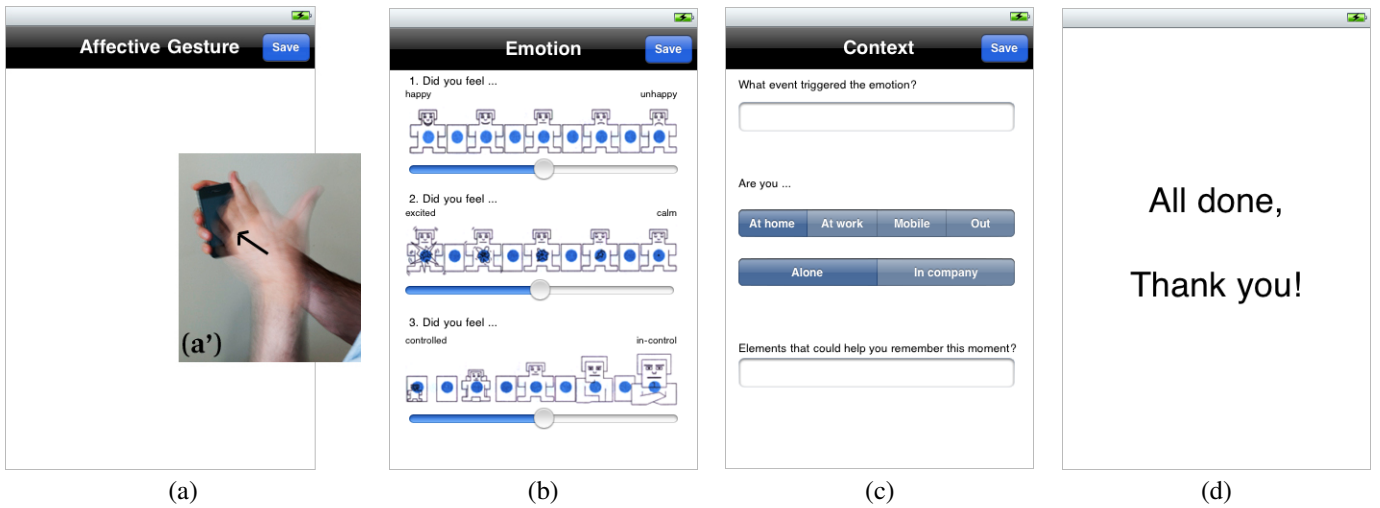 Affective Gesture
Save
(a')
(a)
Emotion
Save
1. Did you feel ...
happy
unhappy
2. Did you feel ...
excited
calm
3. Did you feel ...
controlled
in-control
(b)
Context
Save
What event triggered the emotion?
Are you ...
At home At work Mobile Out
Alone In company
Elements that could help you remember this moment?
(c)
All done,
Thank you!
(d)